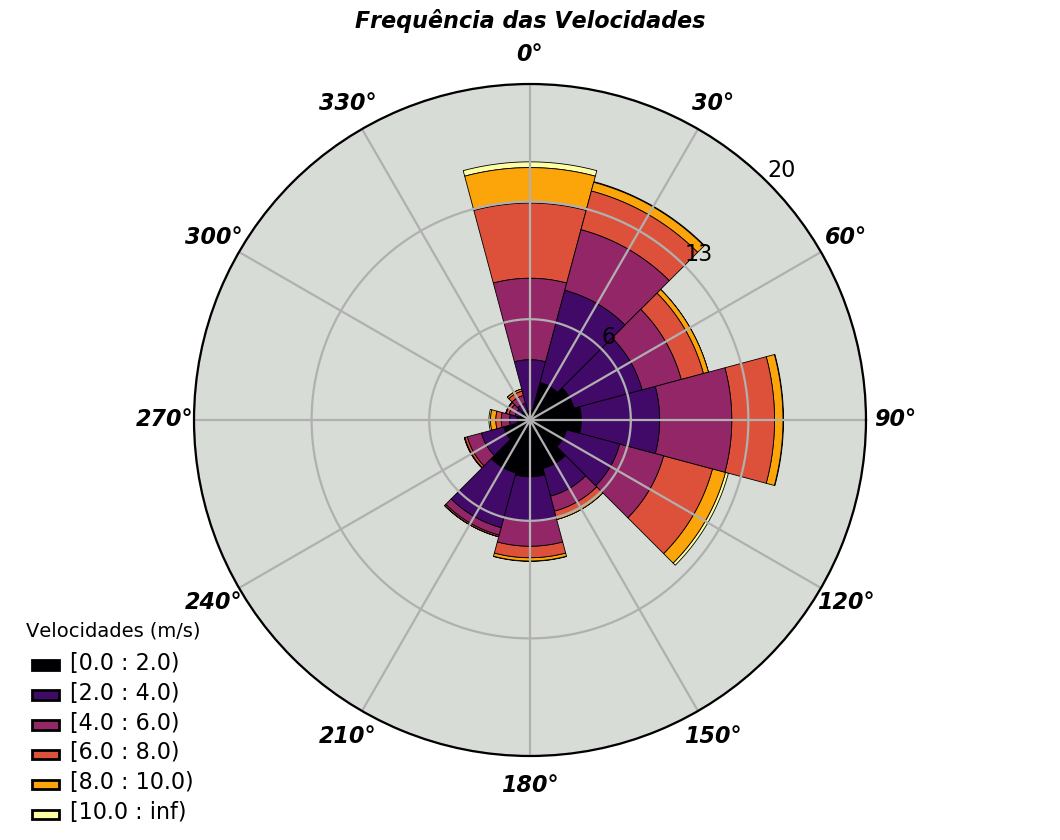 Frequência das Velocidades
0°
330°
30°
20
300°
60°
13
6
270°
90°
240°
120°
210°
150°
180°
Velocidades (m/s)
[0.0 : 2.0)
[2.0 : 4.0)
[4.0 : 6.0)
[6.0 : 8.0)
[8.0 : 10.0)
[10.0 : inf)